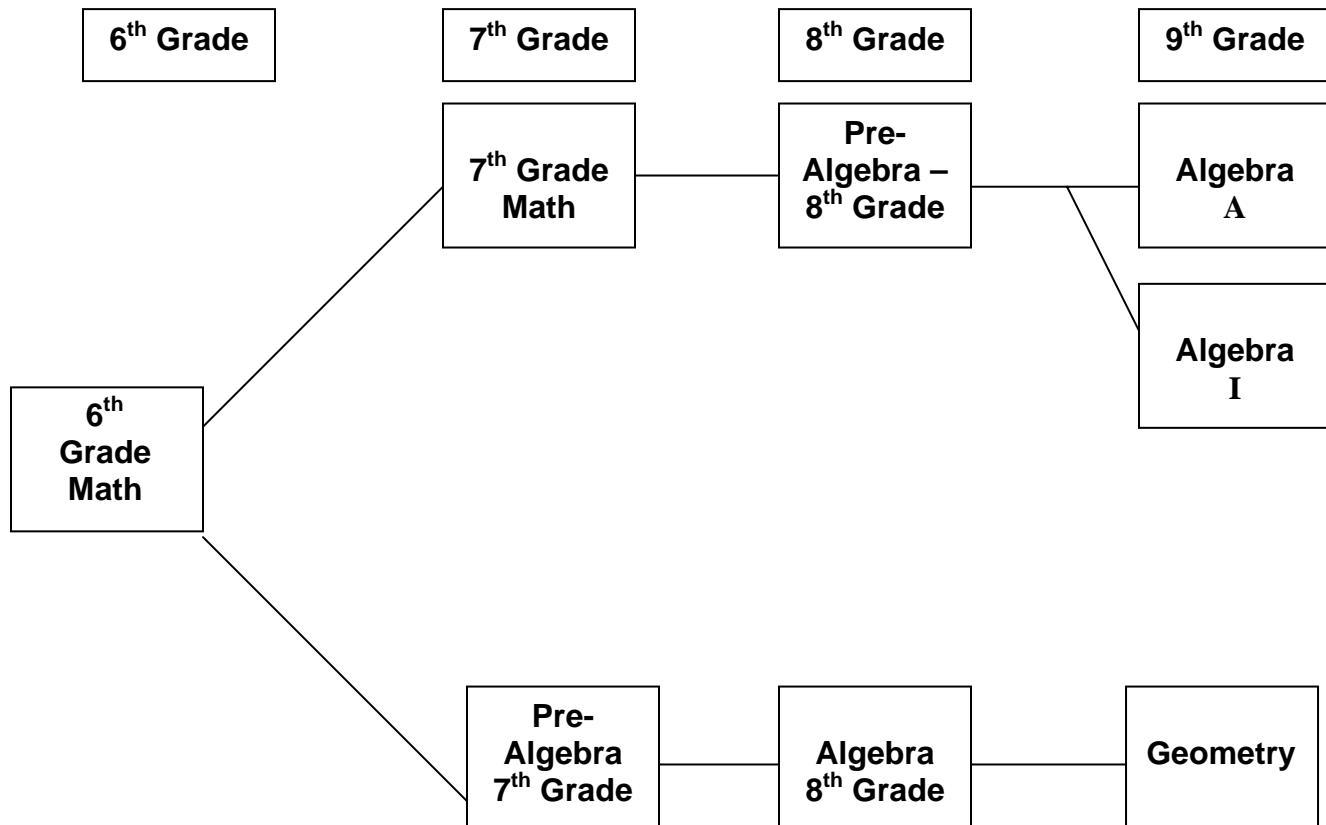 6th Grade
7th Grade
8th Grade
9th Grade
7th Grade
Math
Pre-
Algebra –
8th Grade
Algebra
A
Algebra
I
6th
Grade
Math
Pre-
Algebra
7th Grade
Algebra
8th Grade
Geometry